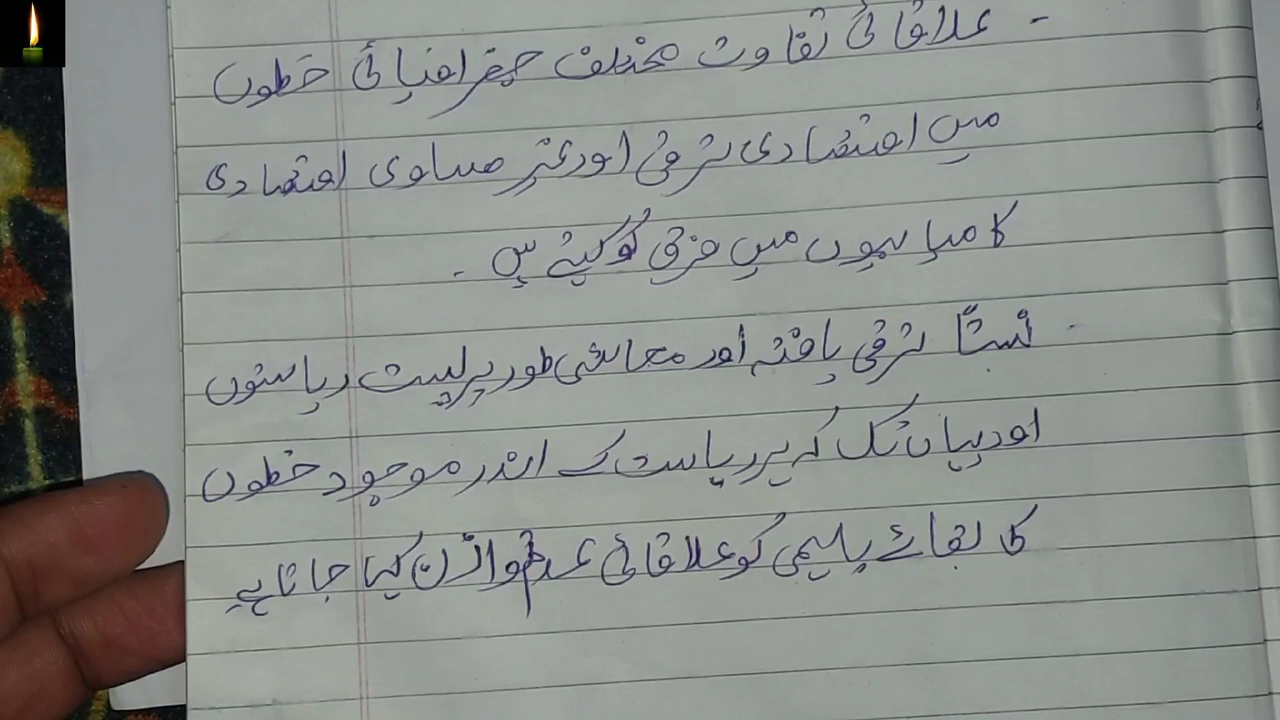 - علاقائی تفاوت مختلف جغرافیائی خطوں
میں اقتصادی ترقی اور غیر مساوی اقتصادی
کامیابیوں میں فرق کو کہتے ہیں ۔
- نسبتاً ترقی یافتہ اور معاشی طور پر پست ریاستوں
اور یہاں تک کہ ہر ریاست کے اندر موجود خطوں
کی بقائے باہمی کو علاقائی عدم توازن کہا جاتا ہے